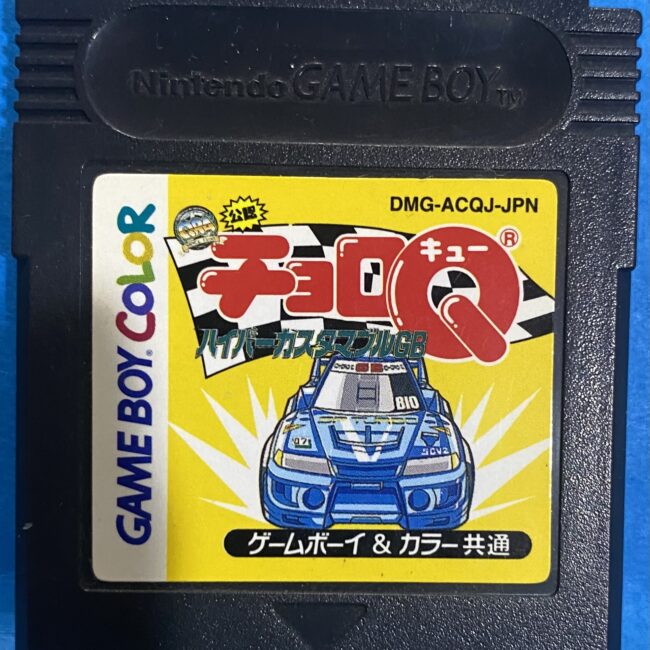 Nintendo GAME BOY TM
DMG-ACQJ-JPN
公認
チョロQ®
キュー
ハイパーカスタマブルGB
GAME BOY® COLOR
BIO
ゲームボーイ & カラー共通